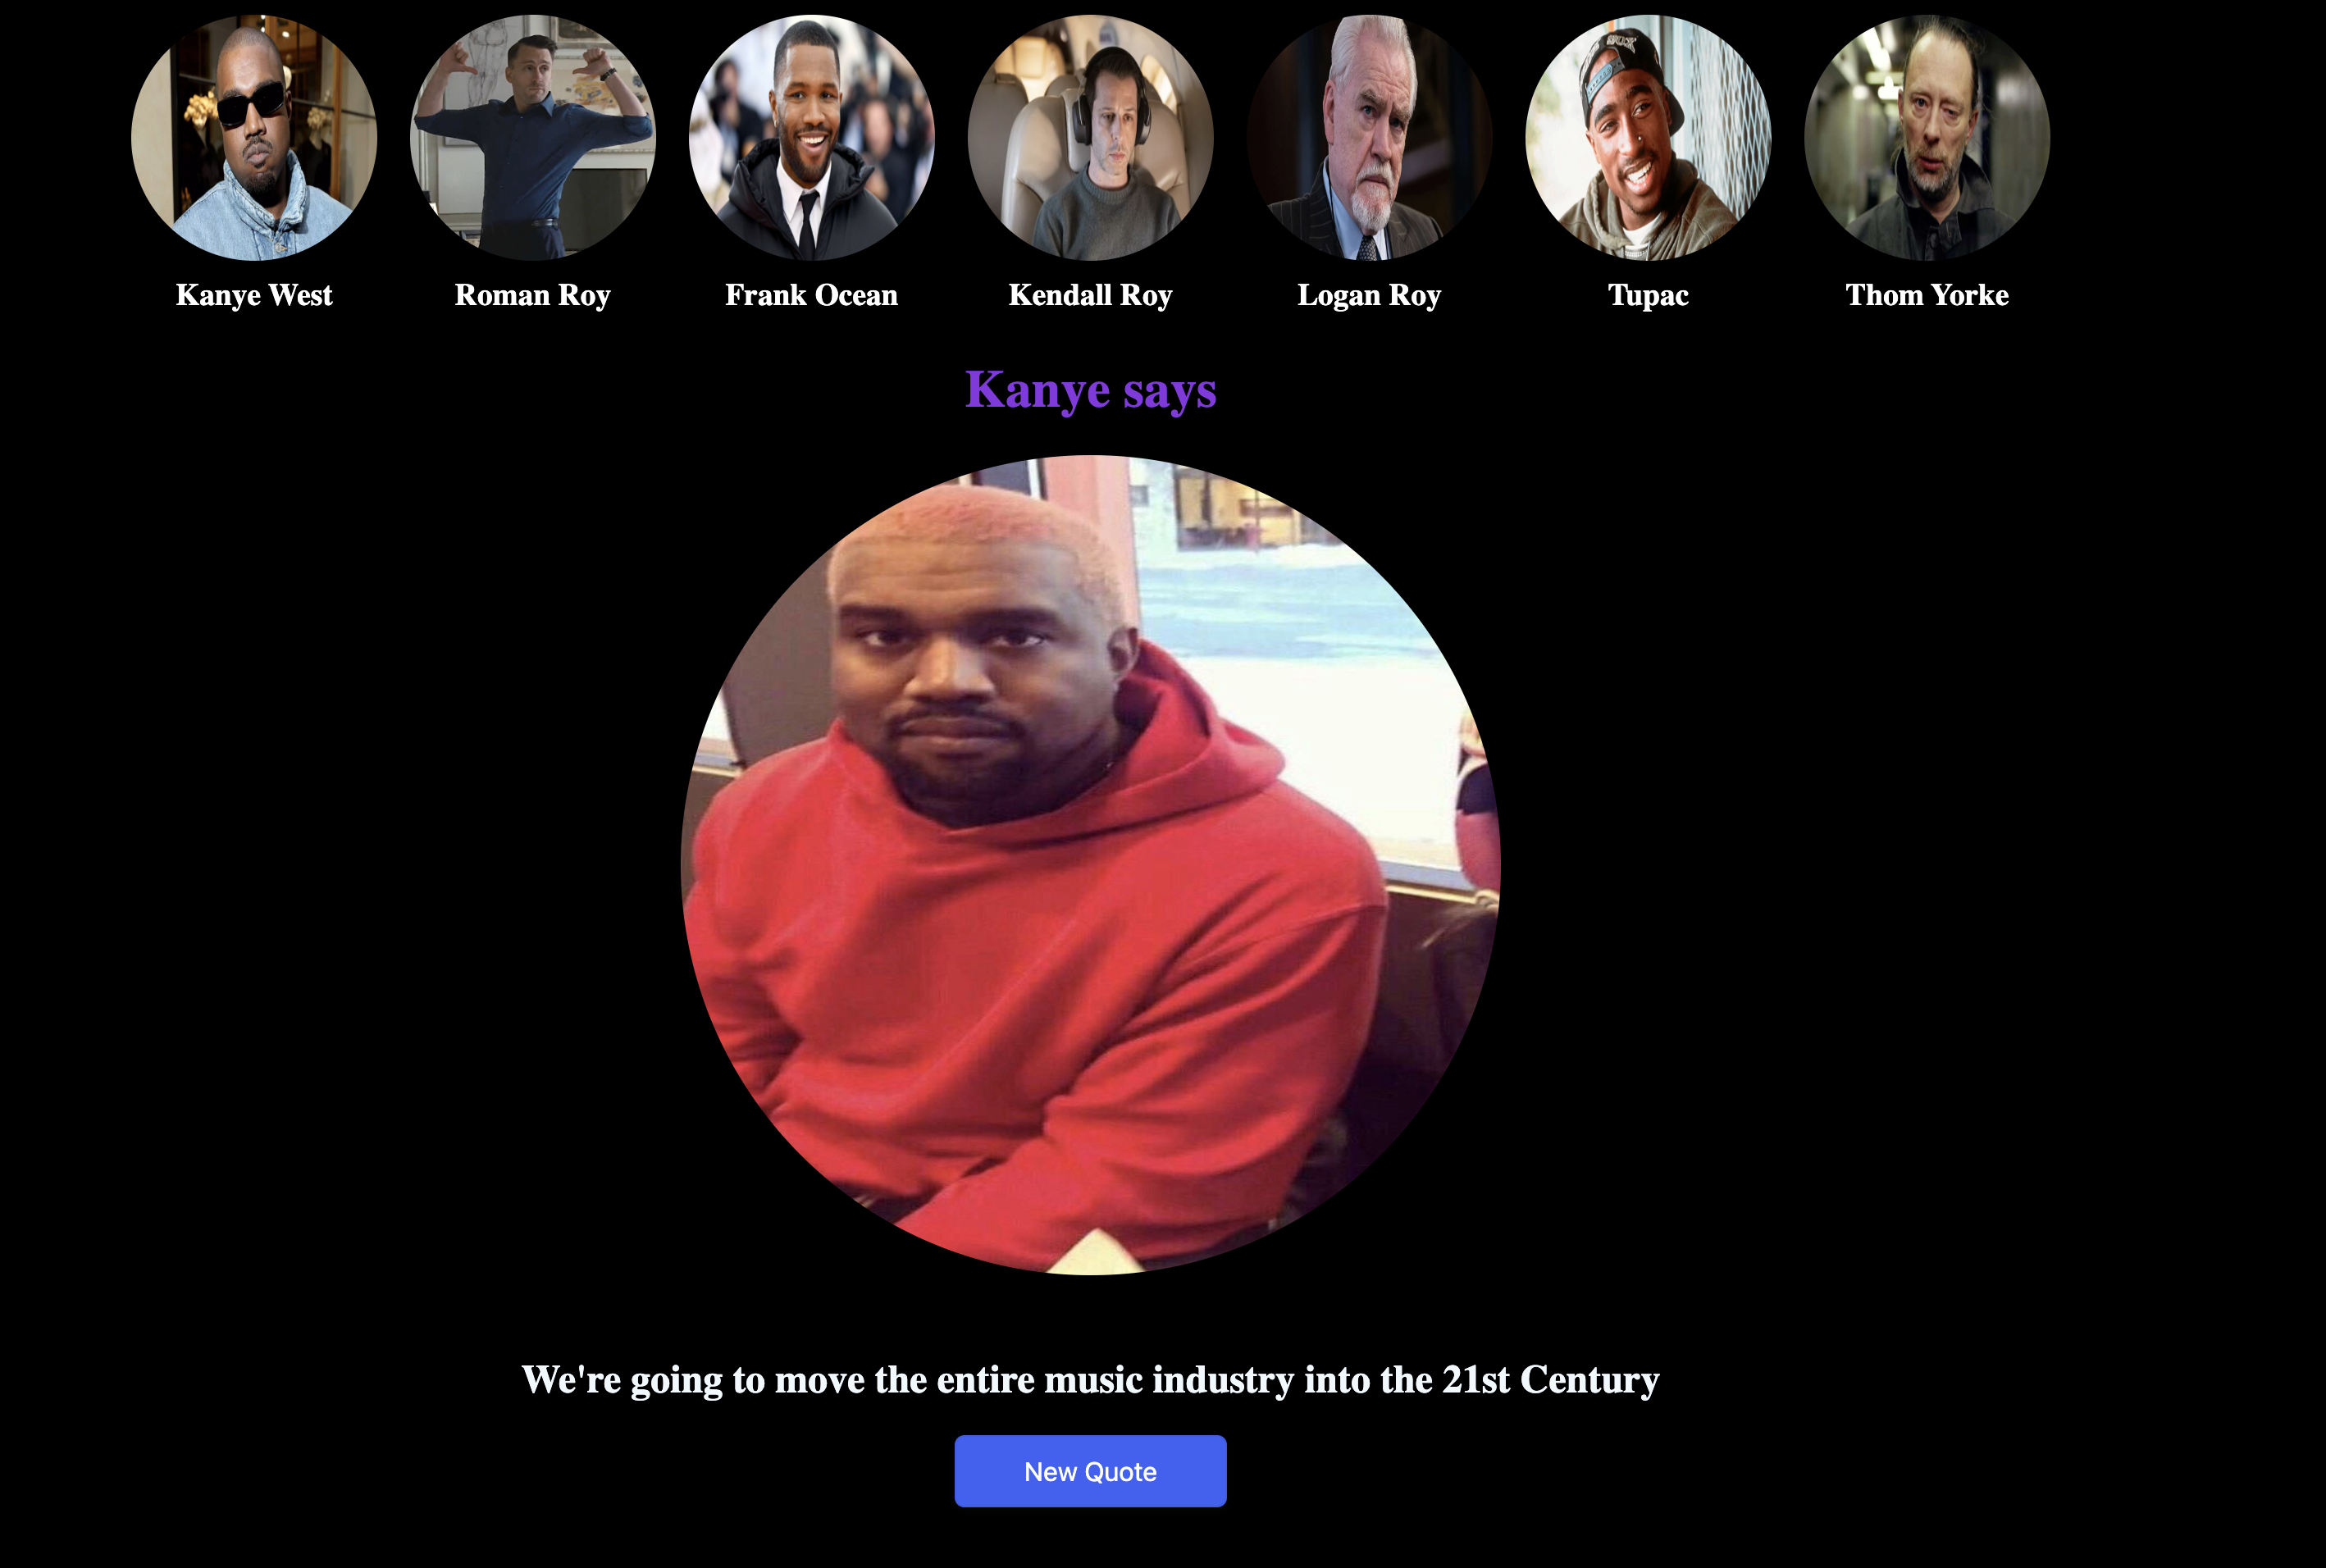 Kanye West Roman Roy Frank Ocean Kendall Roy Logan Roy Tupac Thom Yorke
Kanye says
We're going to move the entire music industry into the 21st Century
New Quote